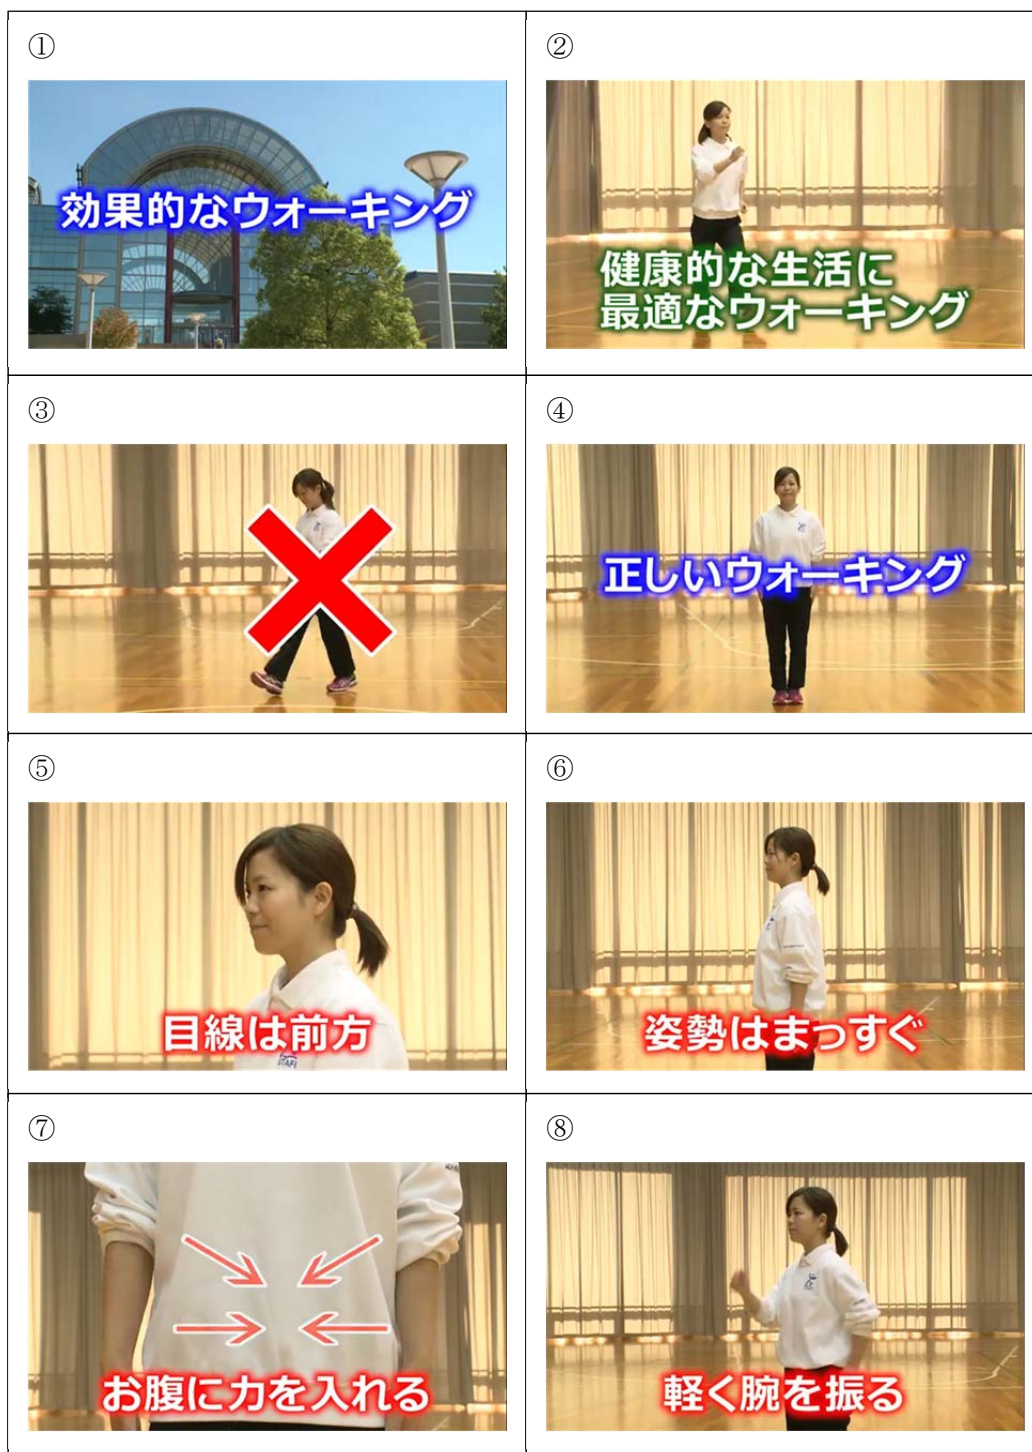 ①
効果的なウォーキング
②
健康的な生活に
最適なウォーキング
③
④
正しいウォーキング
⑤
目線は前方
⑥
姿勢はまっすぐ
⑦
お腹に力を入れる
⑧
軽く腕を振る